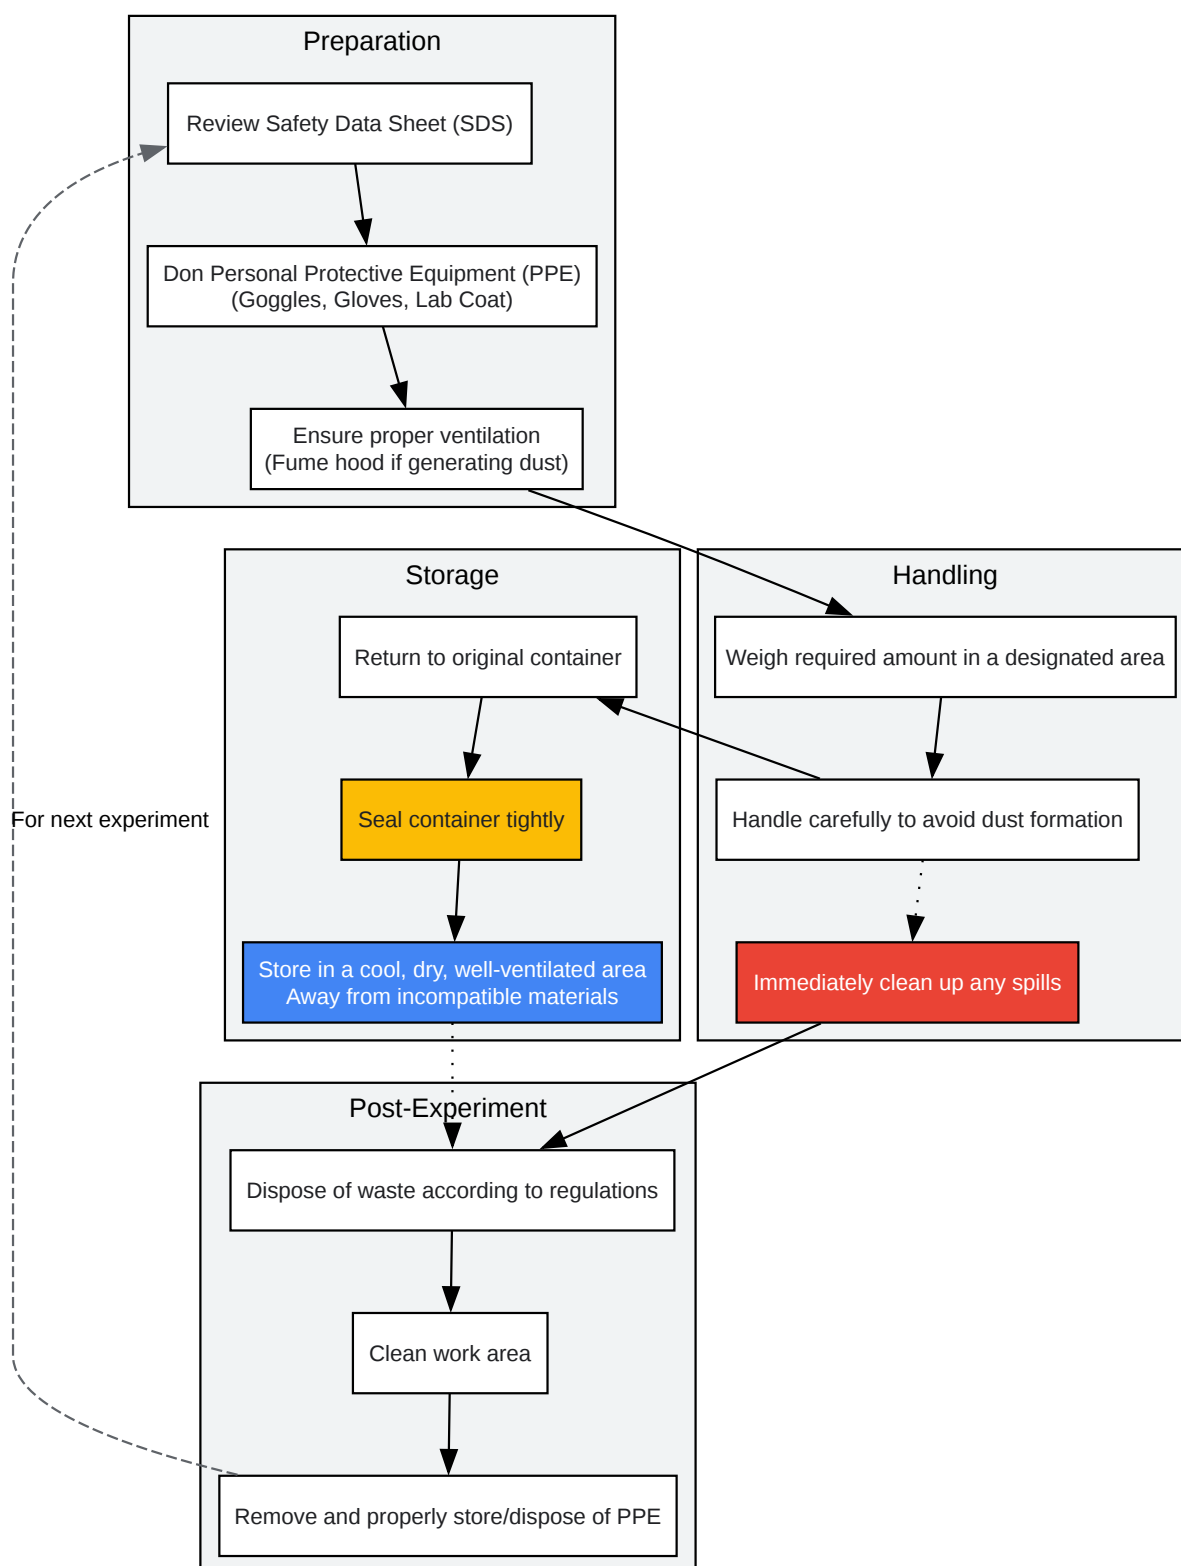 Preparation
Review Safety Data Sheet (SDS)
Don Personal Protective Equipment (PPE)
(Goggles, Gloves, Lab Coat)
Ensure proper ventilation
(Fume hood if generating dust)
Storage
Return to original container
Seal container tightly
Store in a cool, dry, well-ventilated area
Away from incompatible materials
Handling
Weigh required amount in a designated area
Handle carefully to avoid dust formation
Immediately clean up any spills
For next experiment
Post-Experiment
Dispose of waste according to regulations
Clean work area
Remove and properly store/dispose of PPE